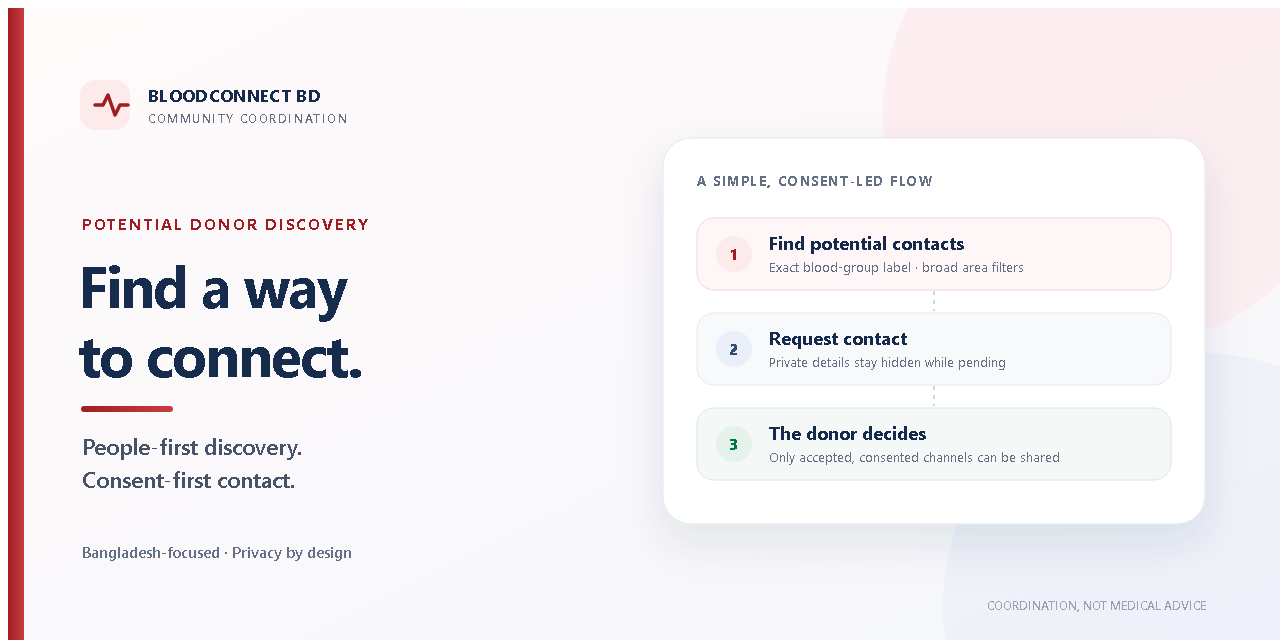 BLOODCONNECT BD
COMMUNITY COORDINATION
POTENTIAL DONOR DISCOVERY
Find a way
to connect.
People-first discovery.
Consent-first contact.
Bangladesh-focused · Privacy by design
A SIMPLE, CONSENT-LED FLOW
1
Find potential contacts
Exact blood-group label · broad area filters
2
Request contact
Private details stay hidden while pending
3
The donor decides
Only accepted, consented channels can be shared
COORDINATION, NOT MEDICAL ADVICE